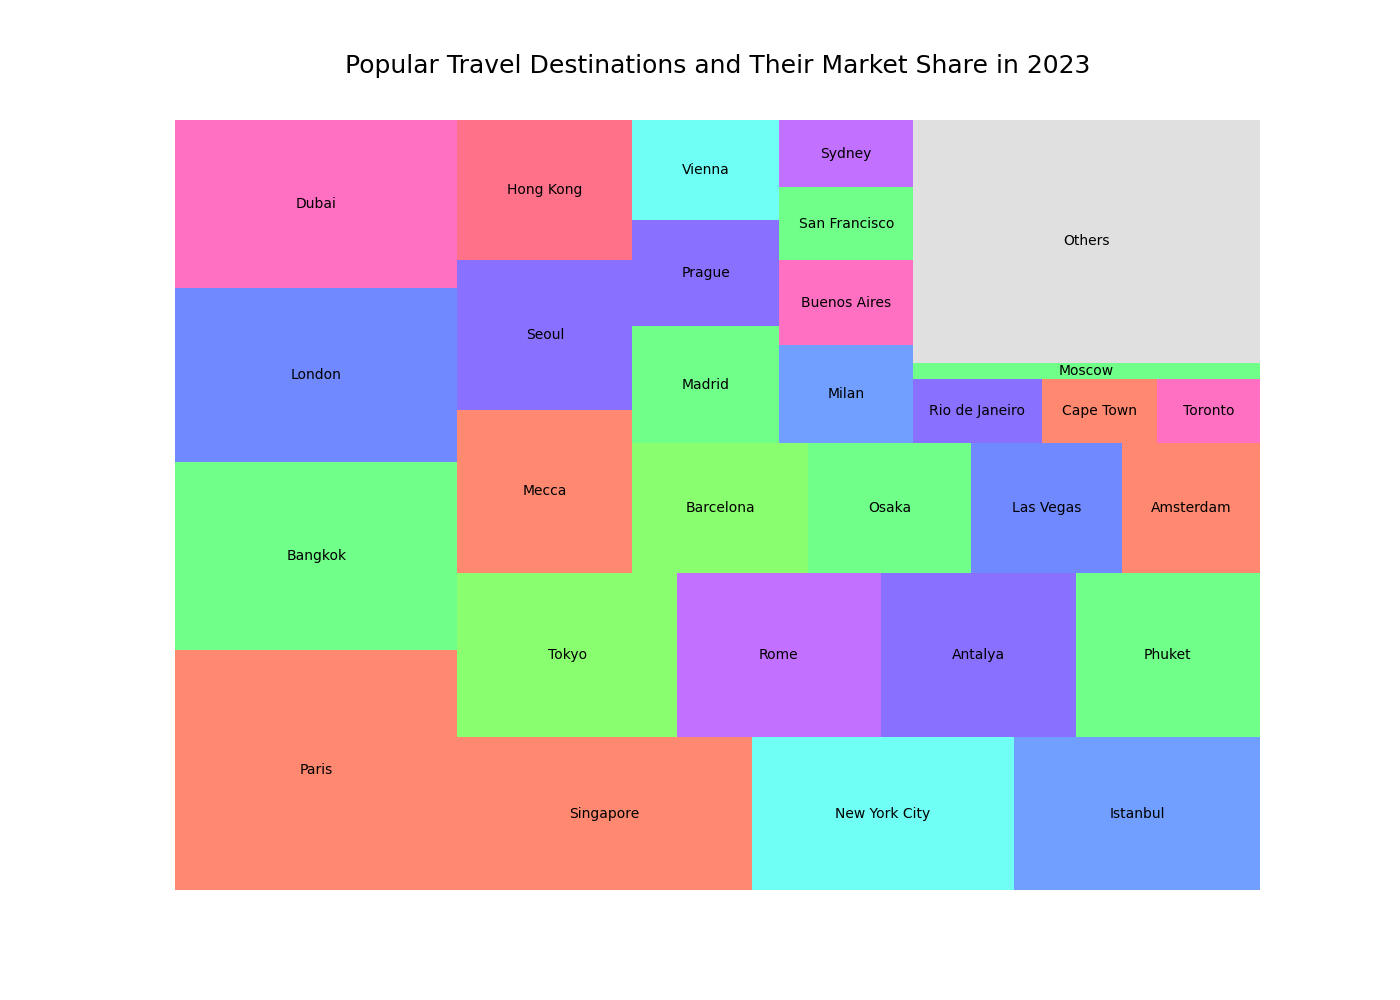 Popular Travel Destinations and Their Market Share in 2023
Dubai
Hong Kong
Vienna
Sydney
San Francisco
Others
Prague
Buenos Aires
Seoul
London
Moscow
Madrid
Milan
Rio de Janeiro
Cape Town
Toronto
Mecca
Barcelona
Osaka
Las Vegas
Amsterdam
Bangkok
Tokyo
Rome
Antalya
Phuket
Paris
Singapore
New York City
Istanbul